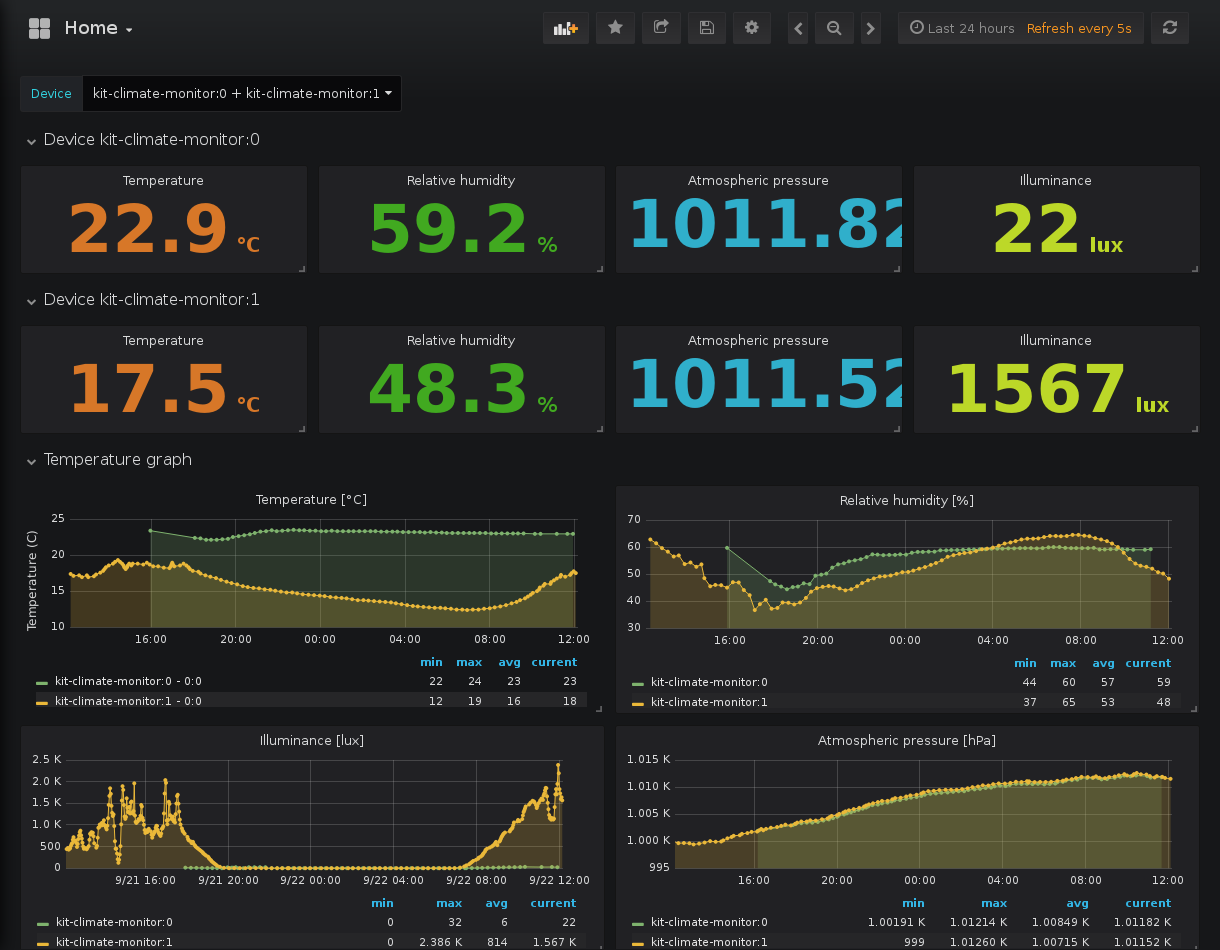 Home
Last 24 hours Refresh every 5s
Device kit-climate-monitor:0 + kit-climate-monitor:1
Device kit-climate-monitor:0
Temperature Relative humidity Atmospheric pressure Illuminance
22.9 °C 59.2 % 1011.82 22 lux
Device kit-climate-monitor:1
Temperature Relative humidity Atmospheric pressure Illuminance
17.5 °C 48.3 % 1011.52 1567 lux
Temperature graph
Temperature [°C]
Temperature (C)
25
20
15
10
16:00 20:00 00:00 04:00 08:00 12:00
min max avg current
kit-climate-monitor:0 - 0:0 22 24 23 23
kit-climate-monitor:1 - 0:0 12 19 16 18
Relative humidity [%]
70
60
50
40
30
16:00 20:00 00:00 04:00 08:00 12:00
min max avg current
kit-climate-monitor:0 44 60 57 59
kit-climate-monitor:1 37 65 53 48
Illuminance [lux]
2.5 K
2.0 K
1.5 K
1.0 K
500
0
9/21 16:00 9/21 20:00 9/22 00:00 9/22 04:00 9/22 08:00 9/22 12:00
min max avg current
kit-climate-monitor:0 0 32 6 22
kit-climate-monitor:1 0 2.386 K 814 1.567 K
Atmospheric pressure [hPa]
1.015 K
1.010 K
1.005 K
1.000 K
995
16:00 20:00 00:00 04:00 08:00 12:00
min max avg current
kit-climate-monitor:0 1.00191 K 1.01214 K 1.00849 K 1.01182 K
kit-climate-monitor:1 999 1.01260 K 1.00715 K 1.01152 K